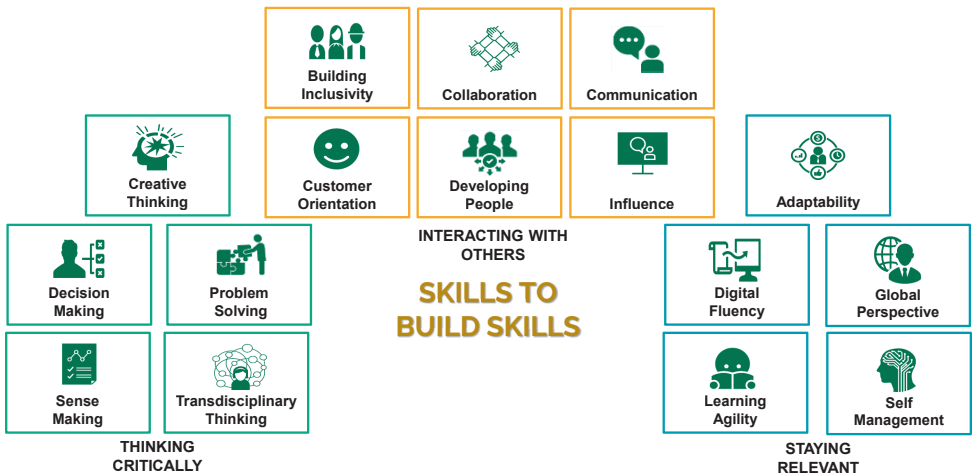 Building
Inclusivity
Collaboration
Communication
Creative
Thinking
Customer
Orientation
Developing
People
Influence
Adaptability
INTERACTING WITH
OTHERS
Decision
Making
Problem
Solving
SKILLS TO
BUILD SKILLS
Digital
Fluency
Global
Perspective
Sense
Making
Transdisciplinary
Thinking
Learning
Agility
Self
Management
THINKING
CRITICALLY
STAYING
RELEVANT